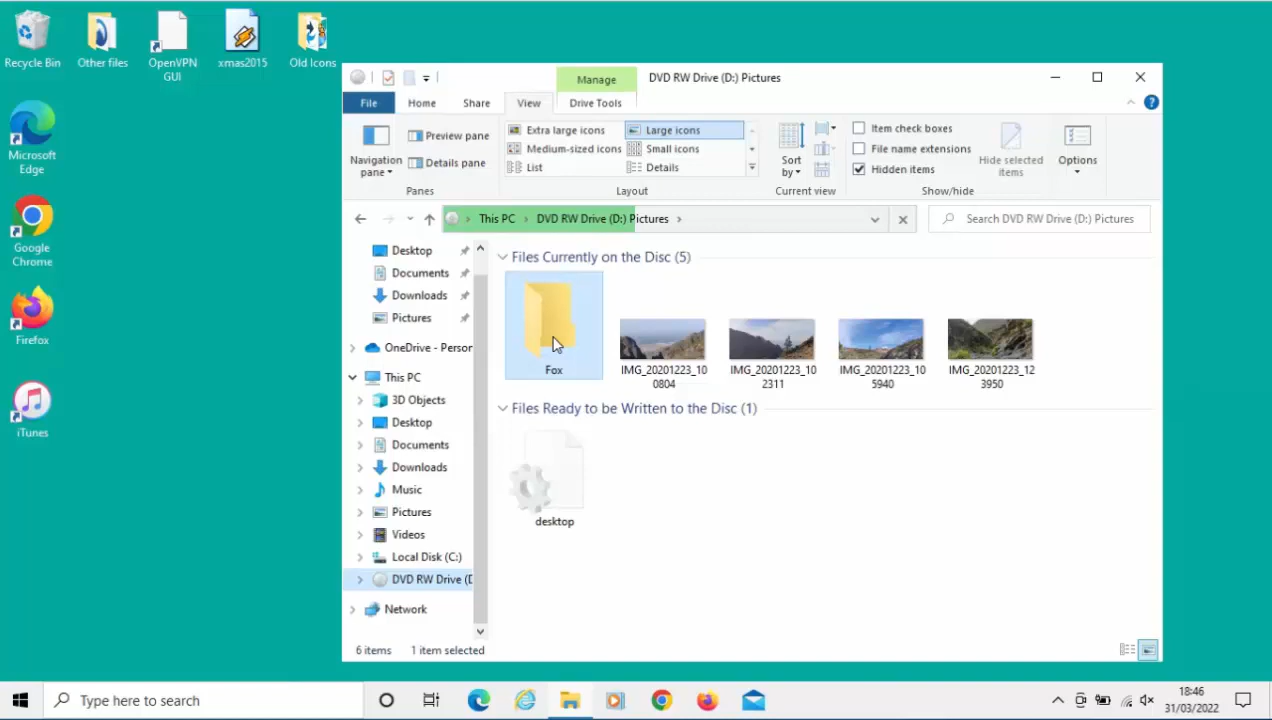 Recycle Bin
Other files
OpenVPN
GUI
xmas2015
Old Icons
Microsoft
Edge
Google
Chrome
Firefox
iTunes
Manage
DVD RW Drive (D:) Pictures
File
Home
Share
View
Drive Tools
Navigation
pane
Preview pane
Details pane
Panes
Extra large icons
Large icons
Medium-sized icons
Small icons
List
Details
Layout
Sort
by
Current view
Item check boxes
File name extensions
Hidden items
Hide selected
items
Show/hide
Options
This PC
DVD RW Drive (D:) Pictures
Search DVD RW Drive (D:) Pictures
Desktop
Documents
Downloads
Pictures
OneDrive - Person
This PC
3D Objects
Desktop
Documents
Downloads
Music
Pictures
Videos
Local Disk (C:)
DVD RW Drive (D
Network
Files Currently on the Disc (5)
Fox
IMG_20201223_10
0804
IMG_20201223_10
2311
IMG_20201223_10
5940
IMG_20201223_12
3950
Files Ready to be Written to the Disc (1)
desktop
6 items
1 item selected
Type here to search
18:46
31/03/2022